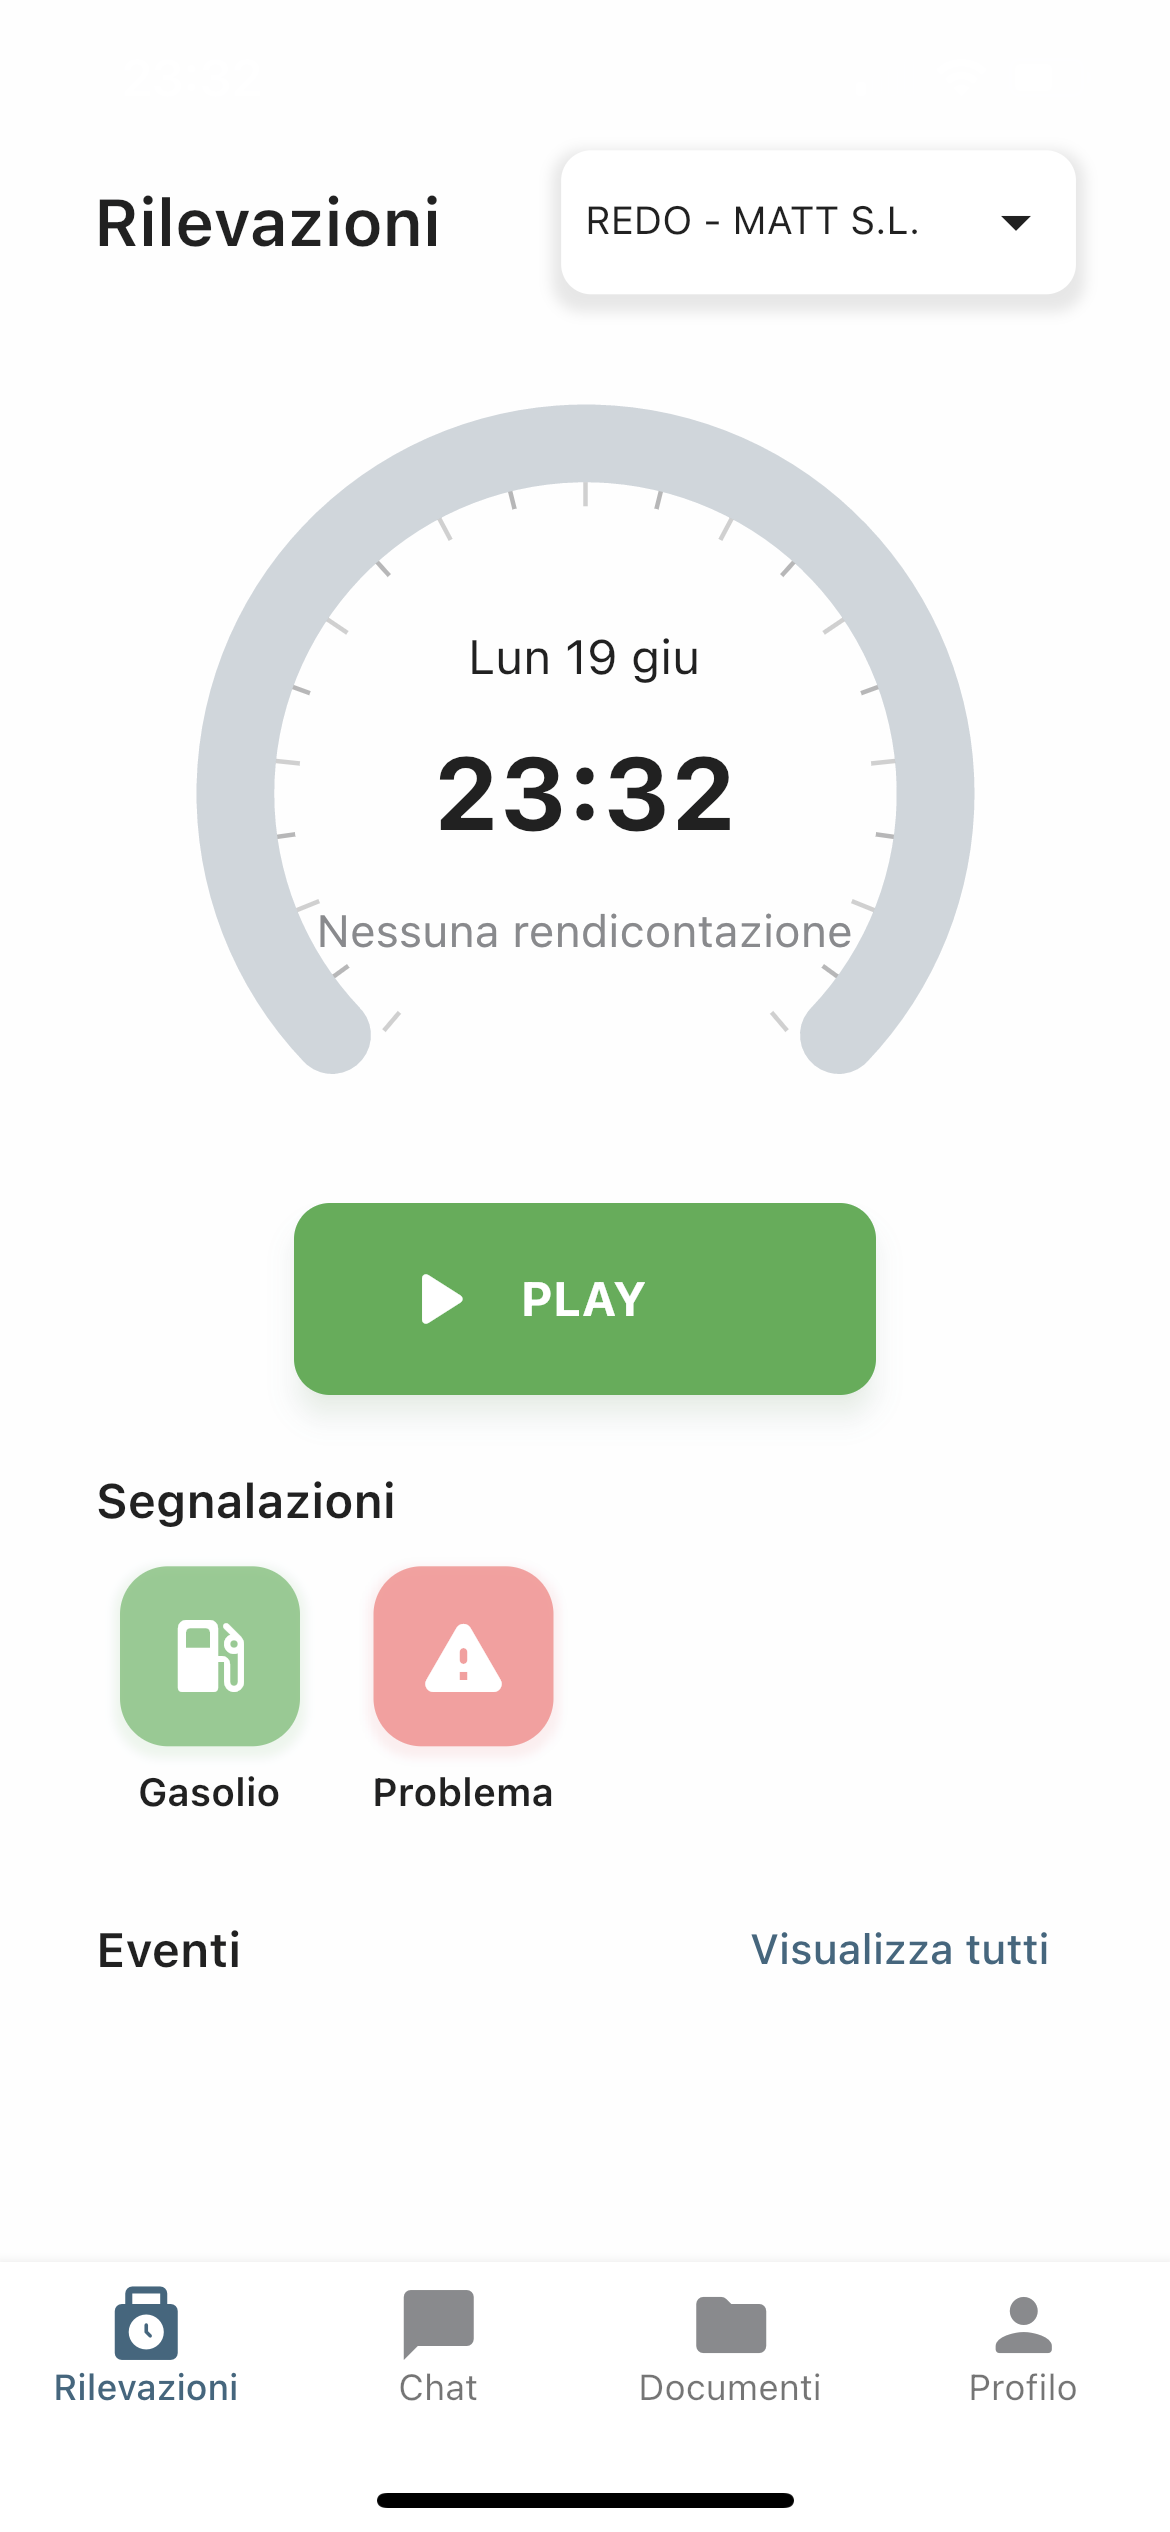 Rilevazioni
REDO - MATT S.L.
Lun 19 giu
23:32
Nessuna rendicontazione
PLAY
Segnalazioni
Gasolio
Problema
Eventi
Visualizza tutti
Rilevazioni
Chat
Documenti
Profilo